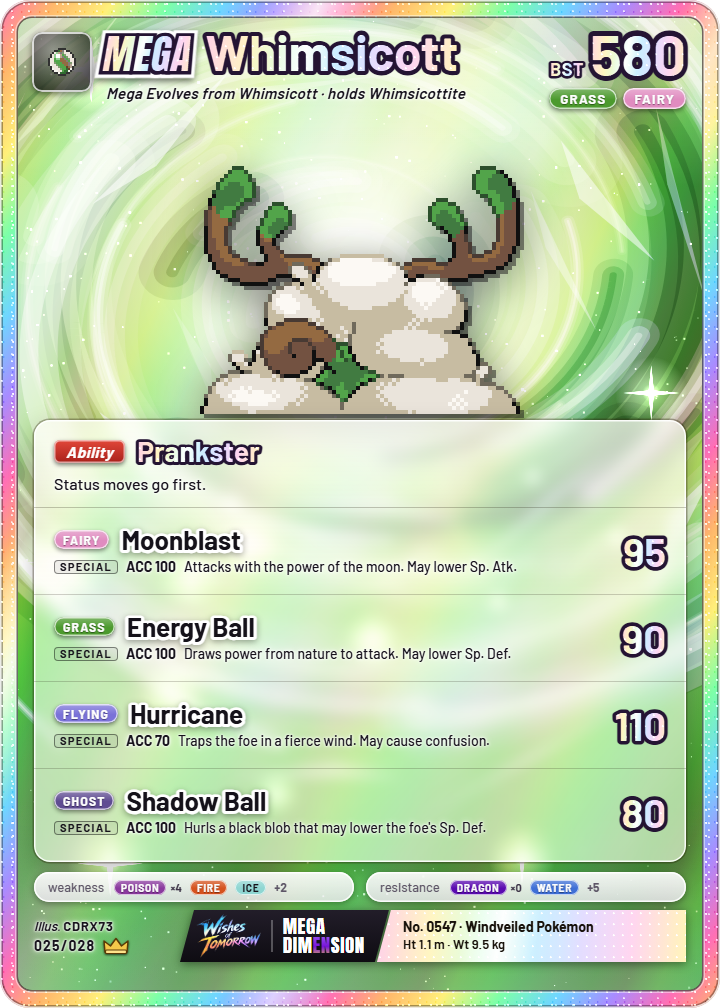 MEGA Whimsicott
BST 580
Mega Evolves from Whimsicott · holds Whimsicottite
GRASS FAIRY
Ability Prankster
Status moves go first.
FAIRY Moonblast 95
SPECIAL ACC 100 Attacks with the power of the moon. May lower Sp. Atk.
GRASS Energy Ball 90
SPECIAL ACC 100 Draws power from nature to attack. May lower Sp. Def.
FLYING Hurricane 110
SPECIAL ACC 70 Traps the foe in a fierce wind. May cause confusion.
GHOST Shadow Ball 80
SPECIAL ACC 100 Hurls a black blob that may lower the foe's Sp. Def.
weakness POISON ×4 FIRE ICE +2
resistance DRAGON ×0 WATER +5
Illus. CDRX73
025/028
Wishes of TOMORROW
MEGA DIMENSION
No. 0547 · Windveiled Pokémon
Ht 1.1 m · Wt 9.5 kg